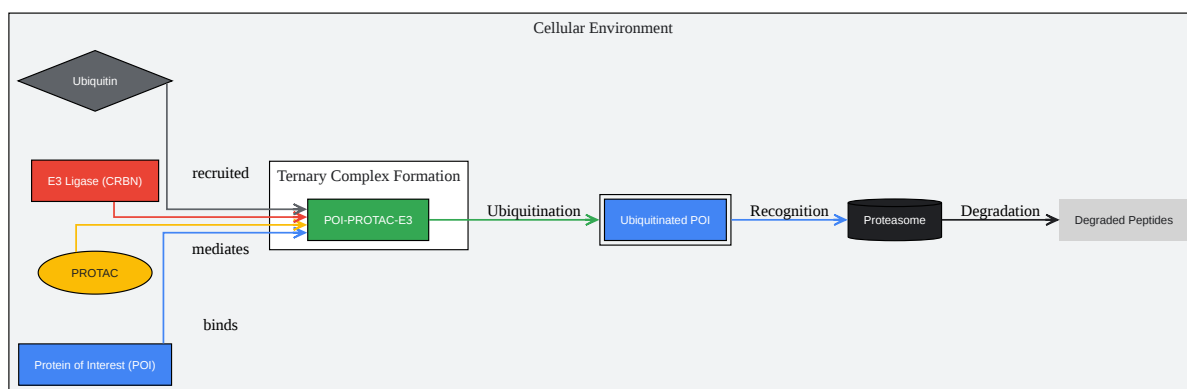 Cellular Environment
Ubiquitin
E3 Ligase (CRBN)
recruited
Ternary Complex Formation
POI-PROTAC-E3
Ubiquitination
Ubiquitinated POI
Recognition
Proteasome
Degradation
Degraded Peptides
mediates
PROTAC
binds
Protein of Interest (POI)